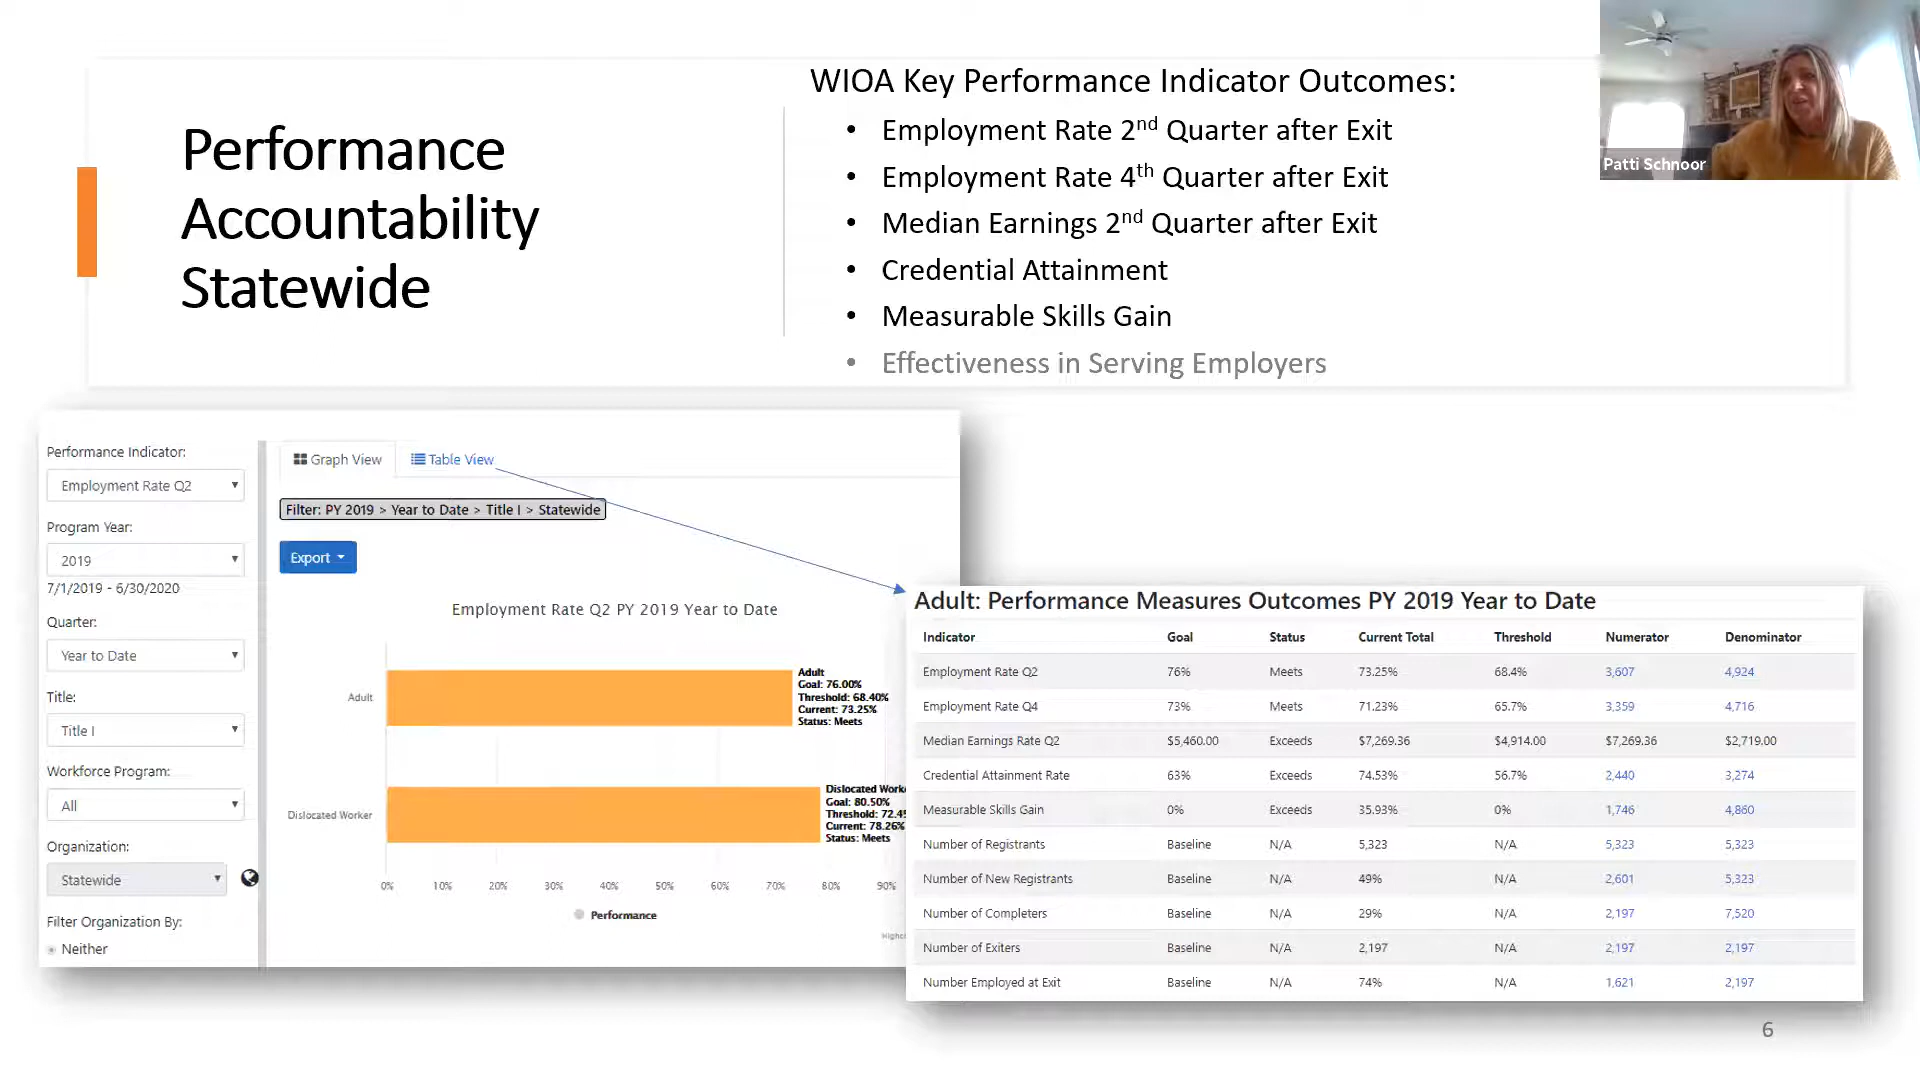 Performance
Accountability
Statewide
WIOA Key Performance Indicator Outcomes:
• Employment Rate 2nd Quarter after Exit
• Employment Rate 4th Quarter after Exit
• Median Earnings 2nd Quarter after Exit
• Credential Attainment
• Measurable Skills Gain
• Effectiveness in Serving Employers
Patti Schnoor
Performance Indicator:
Employment Rate Q2
Program Year:
2019
7/1/2019 - 6/30/2020
Quarter:
Year to Date
Title:
Title I
Workforce Program:
All
Organization:
Statewide
Filter Organization By:
Neither
Graph View
Table View
Filter: PY 2019 > Year to Date > Title I > Statewide
Export
Employment Rate Q2 PY 2019 Year to Date
Adult
Adult
Goal: 76.00%
Threshold: 68.40%
Current: 73.25%
Status: Meets
Dislocated Worker
Dislocated
Goal: 80.50%
Threshold:
Current: 78.26%
Status: Meets
0% 10% 20% 30% 40% 50% 60% 70% 80% 90%
Performance
Adult: Performance Measures Outcomes PY 2019 Year to Date
Indicator Goal Status Current Total Threshold Numerator Denominator
Employment Rate Q2 76% Meets 73.25% 68.4% 3,607 4,924
Employment Rate Q4 73% Meets 71.23% 65.7% 3,359 4,716
Median Earnings Rate Q2 $5,460.00 Exceeds $7,269.36 $4,914.00 $7,269.36 $2,719.00
Credential Attainment Rate 63% Exceeds 74.53% 56.7% 2,440 3,274
Measurable Skills Gain 0% Exceeds 35.93% 0% 1,746 4,860
Number of Registrants Baseline N/A 5,323 N/A 5,323 5,323
Number of New Registrants Baseline N/A 49% N/A 2,601 5,323
Number of Completers Baseline N/A 29% N/A 2,197 7,520
Number of Exiters Baseline N/A 2,197 N/A 2,197 2,197
Number Employed at Exit Baseline N/A 74% N/A 1,621 2,197
6